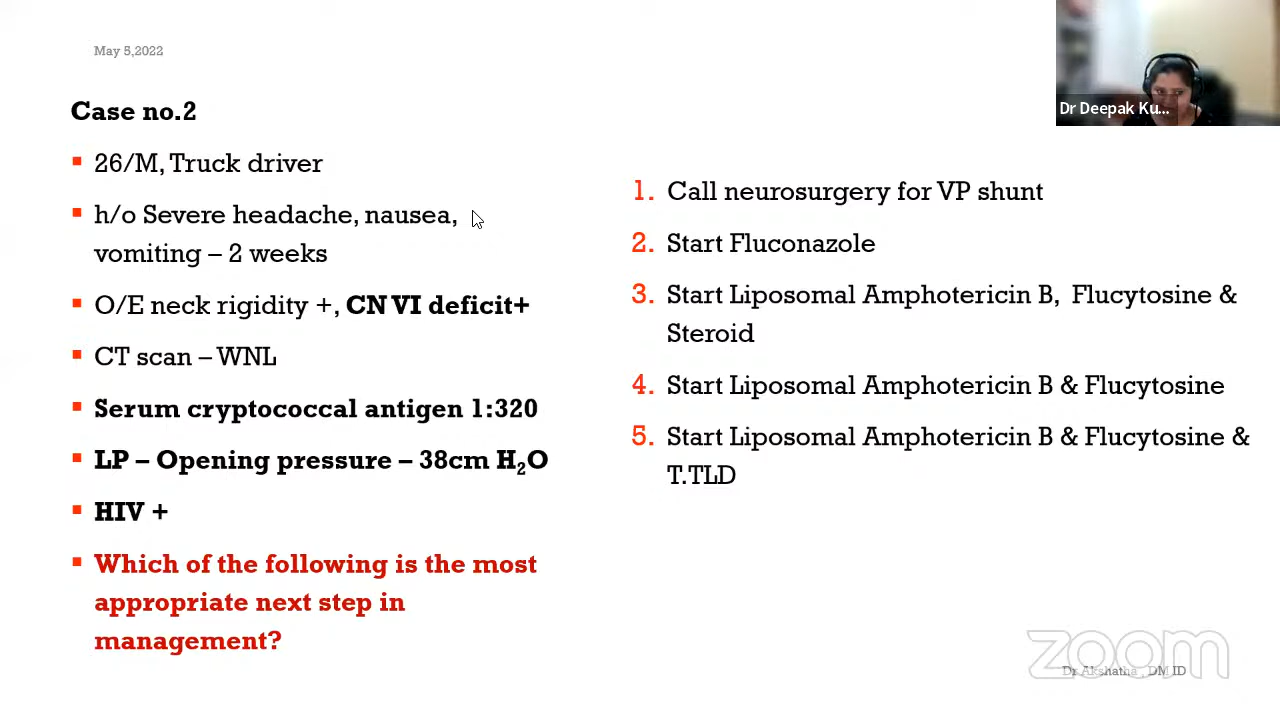 May 5,2022
Dr Deepak Ku...
Case no.2
26/M, Truck driver
h/o Severe headache, nausea,
vomiting – 2 weeks
O/E neck rigidity +, CN VI deficit+
CT scan – WNL
Serum cryptococcal antigen 1:320
LP – Opening pressure – 38cm H₂O
HIV +
Which of the following is the most
appropriate next step in
management?
1. Call neurosurgery for VP shunt
2. Start Fluconazole
3. Start Liposomal Amphotericin B, Flucytosine &
Steroid
4. Start Liposomal Amphotericin B & Flucytosine
5. Start Liposomal Amphotericin B & Flucytosine &
T.TLD
zoom
Dr Akshatha , DM ID